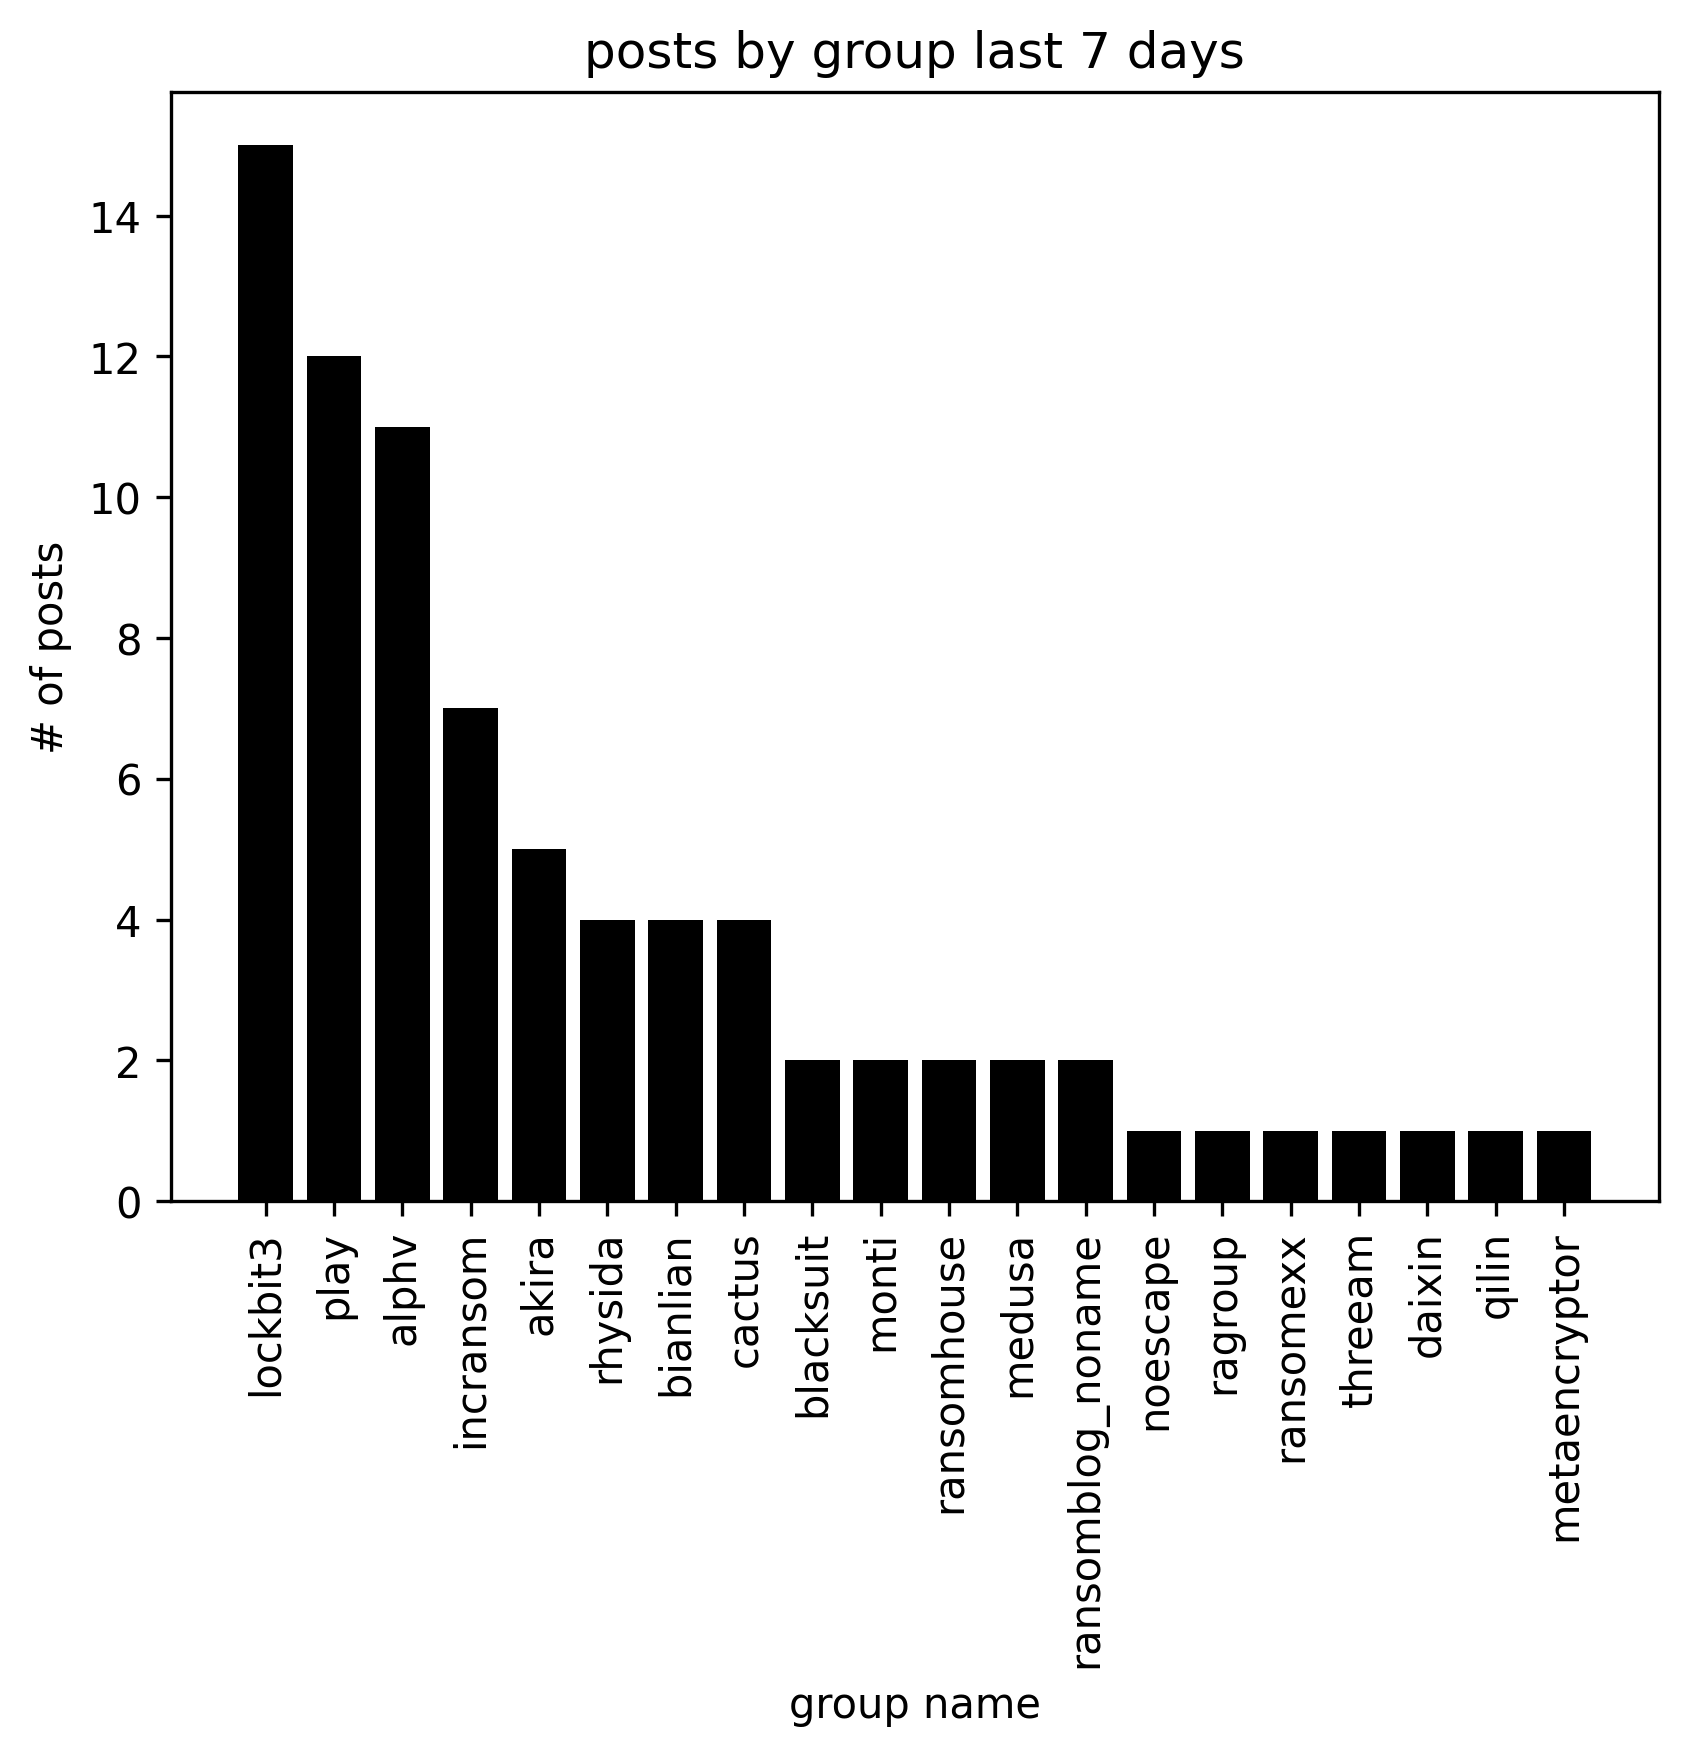 posts by group last 7 days
# of posts
14
12
10
8
6
4
2
0
lockbit3
play
alphv
incransom
akira
rhysida
bianlian
cactus
blacksuit
monti
ransomhouse
medusa
ransomblog_noname
noescape
ragroup
ransomexx
threeam
daixin
qilin
metaencryptor
group name